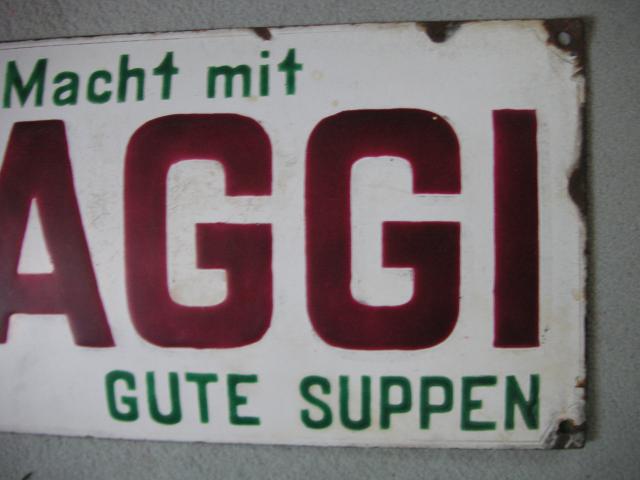 Macht mit
AGGI
GUTE SUPPEN